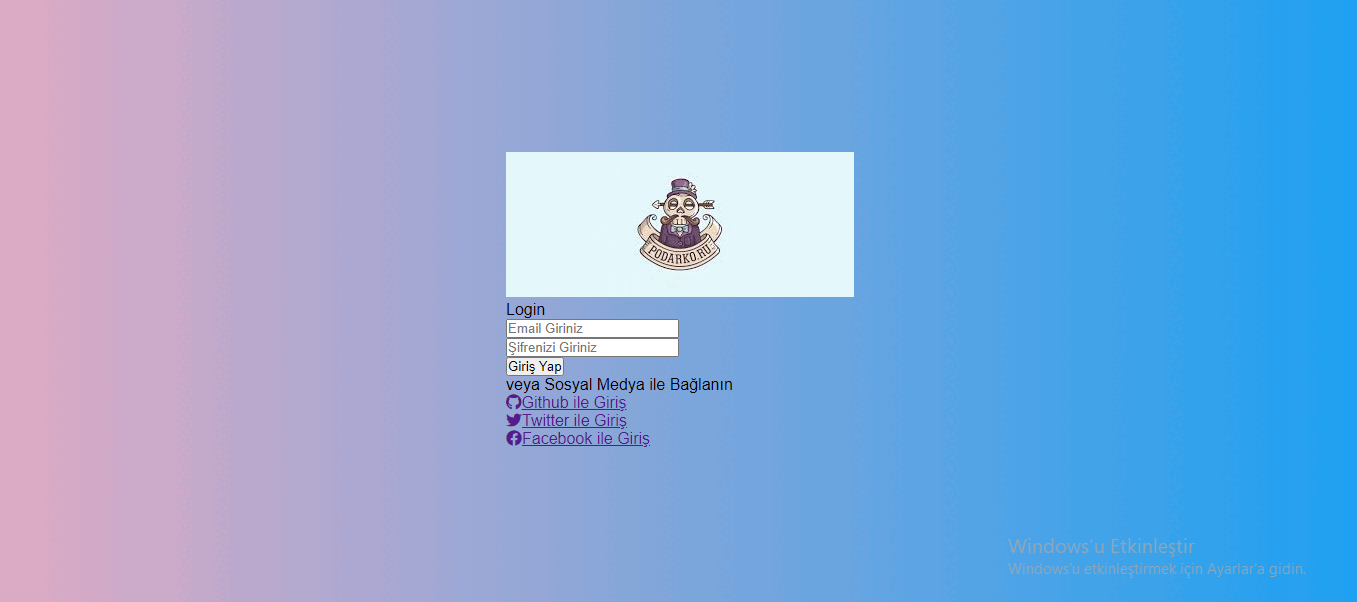 PODARKO.RU
Login
Email Giriniz
Şifrenizi Giriniz
Giriş Yap
veya Sosyal Medya ile Bağlanın
Github ile Giriş
Twitter ile Giriş
Facebook ile Giriş
Windows'u Etkinleştir
Windows'u etkinleştirmek için Ayarlar'a gidin.